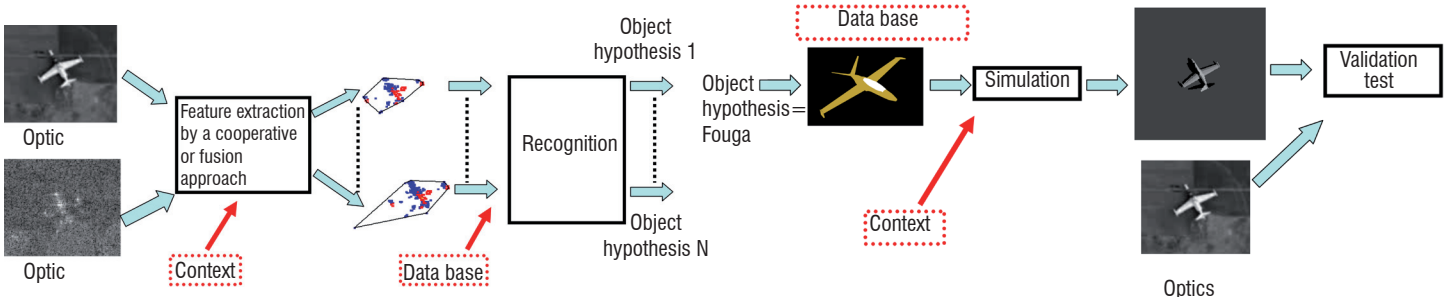 Optic
Optic
Feature extraction
by a cooperative
or fusion
approach
Context
Data base
Recognition
Object
hypothesis 1
Object
hypothesis N
Object
hypothesis=
Fouga
Data base
Simulation
Context
Validation
test
Optics